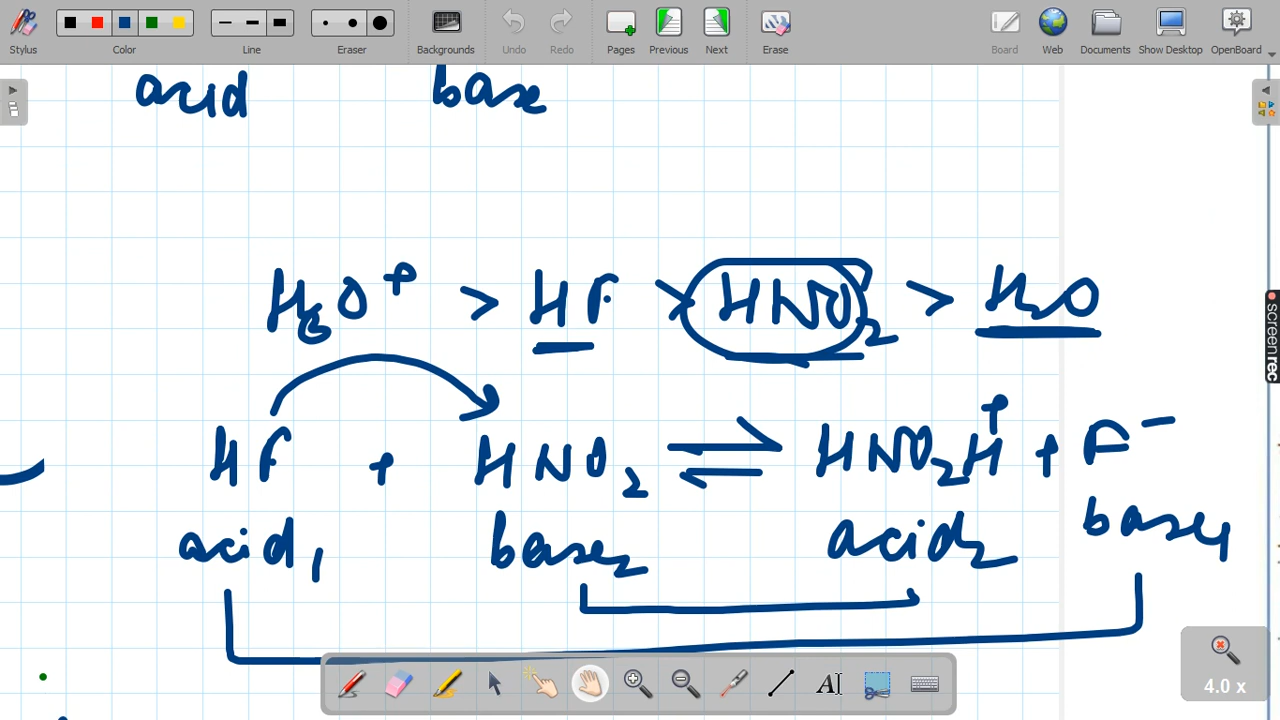 Stylus Color Line Eraser Backgrounds Undo Redo Pages Previous Next Erase Board Web Documents Show Desktop OpenBoard
acid base
H3O+ > HF > HNO2 > H2O
HF + HNO2 ⇌ HNO2H+ + F-
acid1 base2 acid2 base1
screenrec
4.0 x